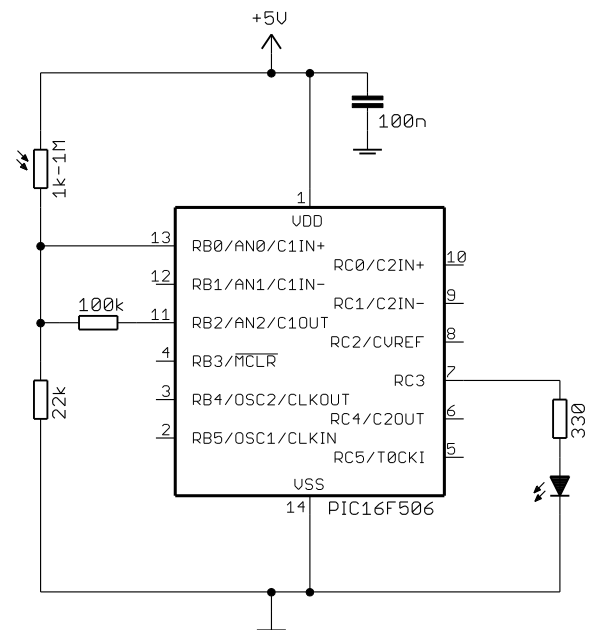 +5V
100n
1k-1M
1
VDD
13
RB0/AN0/C1IN+
RC0/C2IN+
10
12
RB1/AN1/C1IN-
RC1/C2IN-
9
100k
11
RB2/AN2/C1OUT
RC2/CVREF
8
4
RB3/MCLR
RC3
7
22k
3
RB4/OSC2/CLKOUT
RC4/C2OUT
6
330
2
RB5/OSC1/CLKIN
RC5/T0CKI
5
VSS
14
PIC16F506